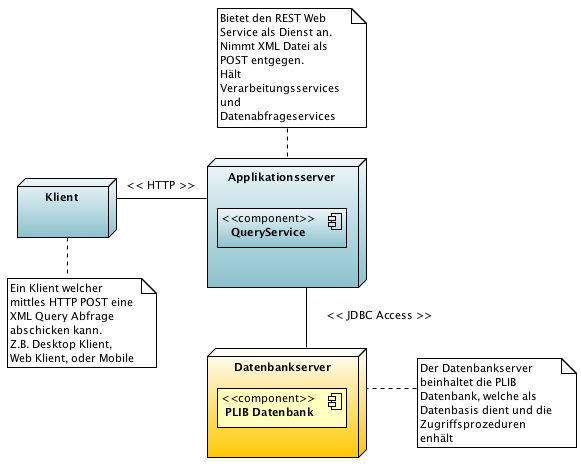 Bietet den REST Web
Service als Dienst an.
Nimmt XML Datei als
POST entgegen.
Hält
Verarbeitungsservices
und
Datenabfrageservices
Applikationsserver
<<component>>
QueryService
Klient
<< HTTP >>
Ein Klient welcher
mittles HTTP POST eine
XML Query Abfrage
abschicken kann.
Z.B. Desktop Klient,
Web Klient, oder Mobile
<< JDBC Access >>
Datenbankserver
<<component>>
PLIB Datenbank
Der Datenbankserver
beinhaltet die PLIB
Datenbank, welche als
Datenbasis dient und die
Zugriffsprozeduren
enhält